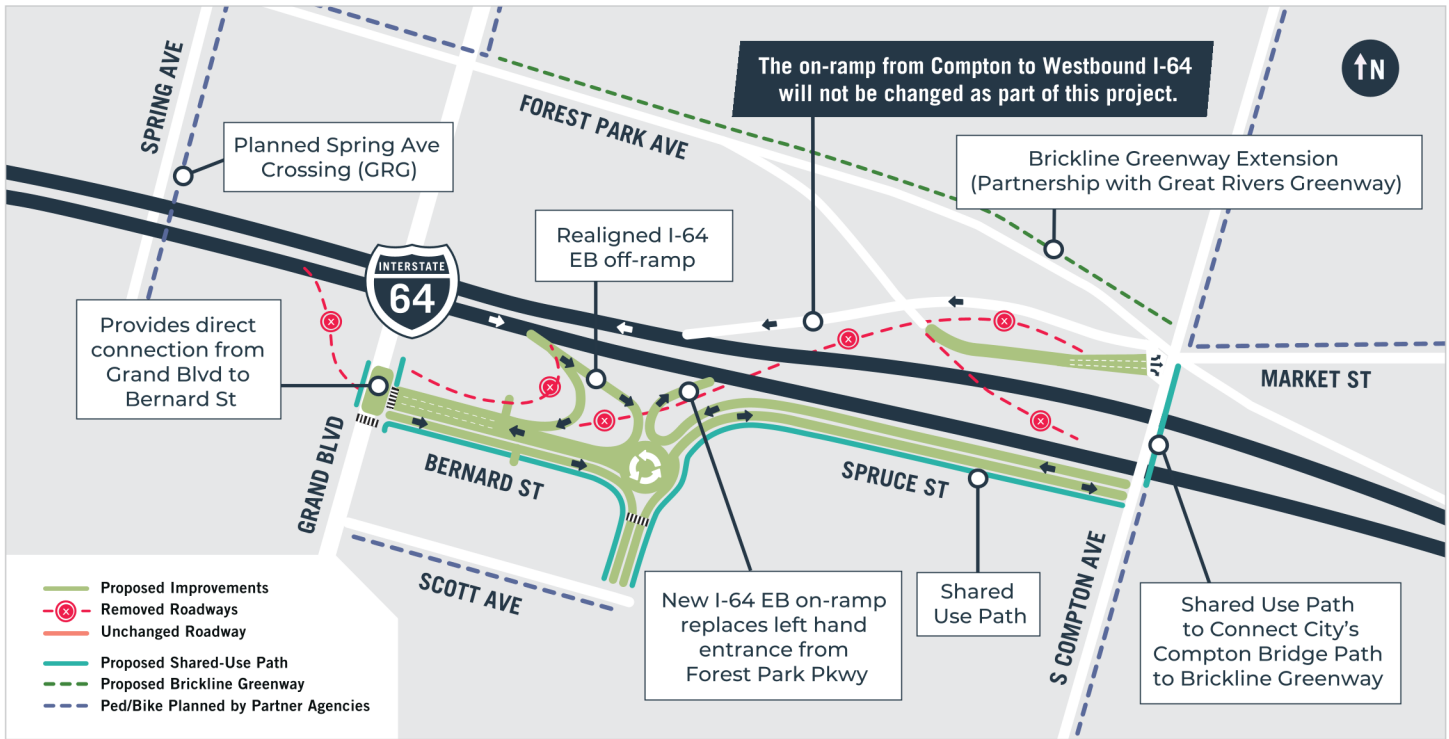 SPRING AVE
FOREST PARK AVE
The on-ramp from Compton to Westbound I-64
will not be changed as part of this project.
N
Planned Spring Ave
Crossing (GRG)
Brickline Greenway Extension
(Partnership with Great Rivers Greenway)
Realigned I-64
EB off-ramp
INTERSTATE
64
Provides direct
connection from
Grand Blvd to
Bernard St
MARKET ST
GRAND BLVD
BERNARD ST
SPRUCE ST
SCOTT AVE
S COMPTON AVE
New I-64 EB on-ramp
replaces left hand
entrance from
Forest Park Pkwy
Shared
Use Path
Shared Use Path
to Connect City's
Compton Bridge Path
to Brickline Greenway
Proposed Improvements
Removed Roadways
Unchanged Roadway
Proposed Shared-Use Path
Proposed Brickline Greenway
Ped/Bike Planned by Partner Agencies